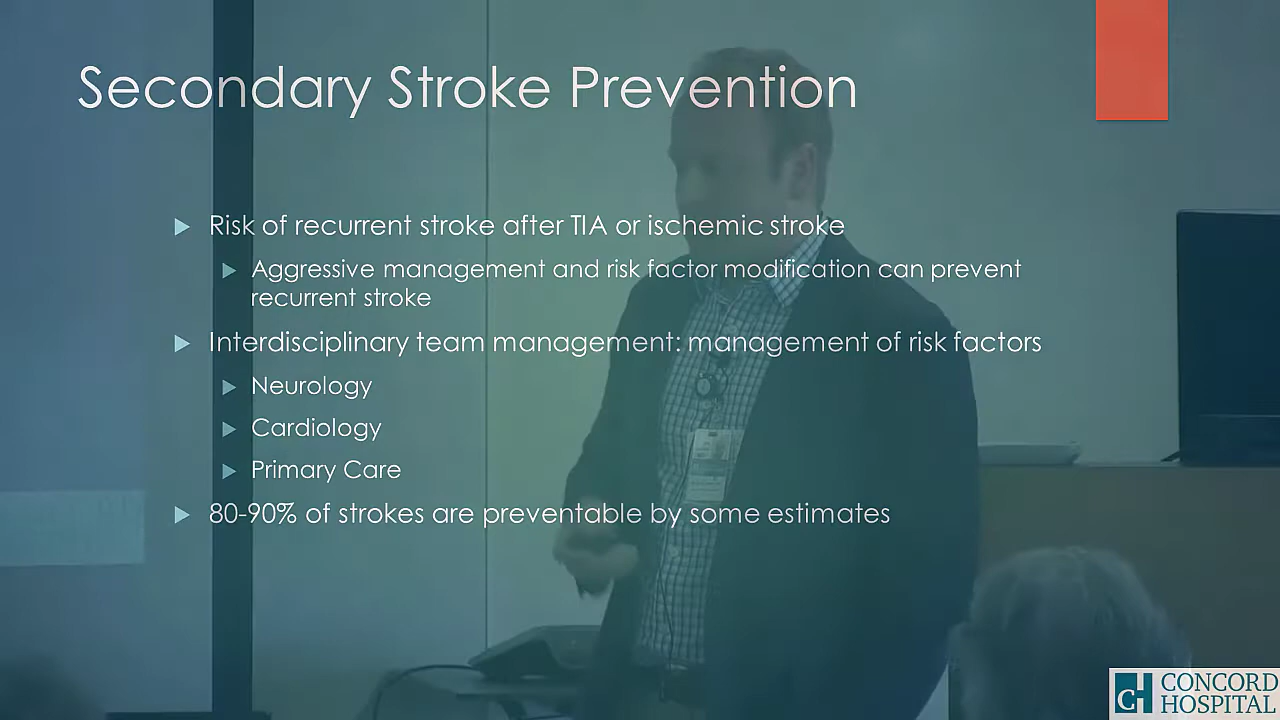 Secondary Stroke Prevention
Risk of recurrent stroke after TIA or ischemic stroke
Aggressive management and risk factor modification can prevent
recurrent stroke
Interdisciplinary team management: management of risk factors
Neurology
Cardiology
Primary Care
80-90% of strokes are preventable by some estimates
CH CONCORD
HOSPITAL